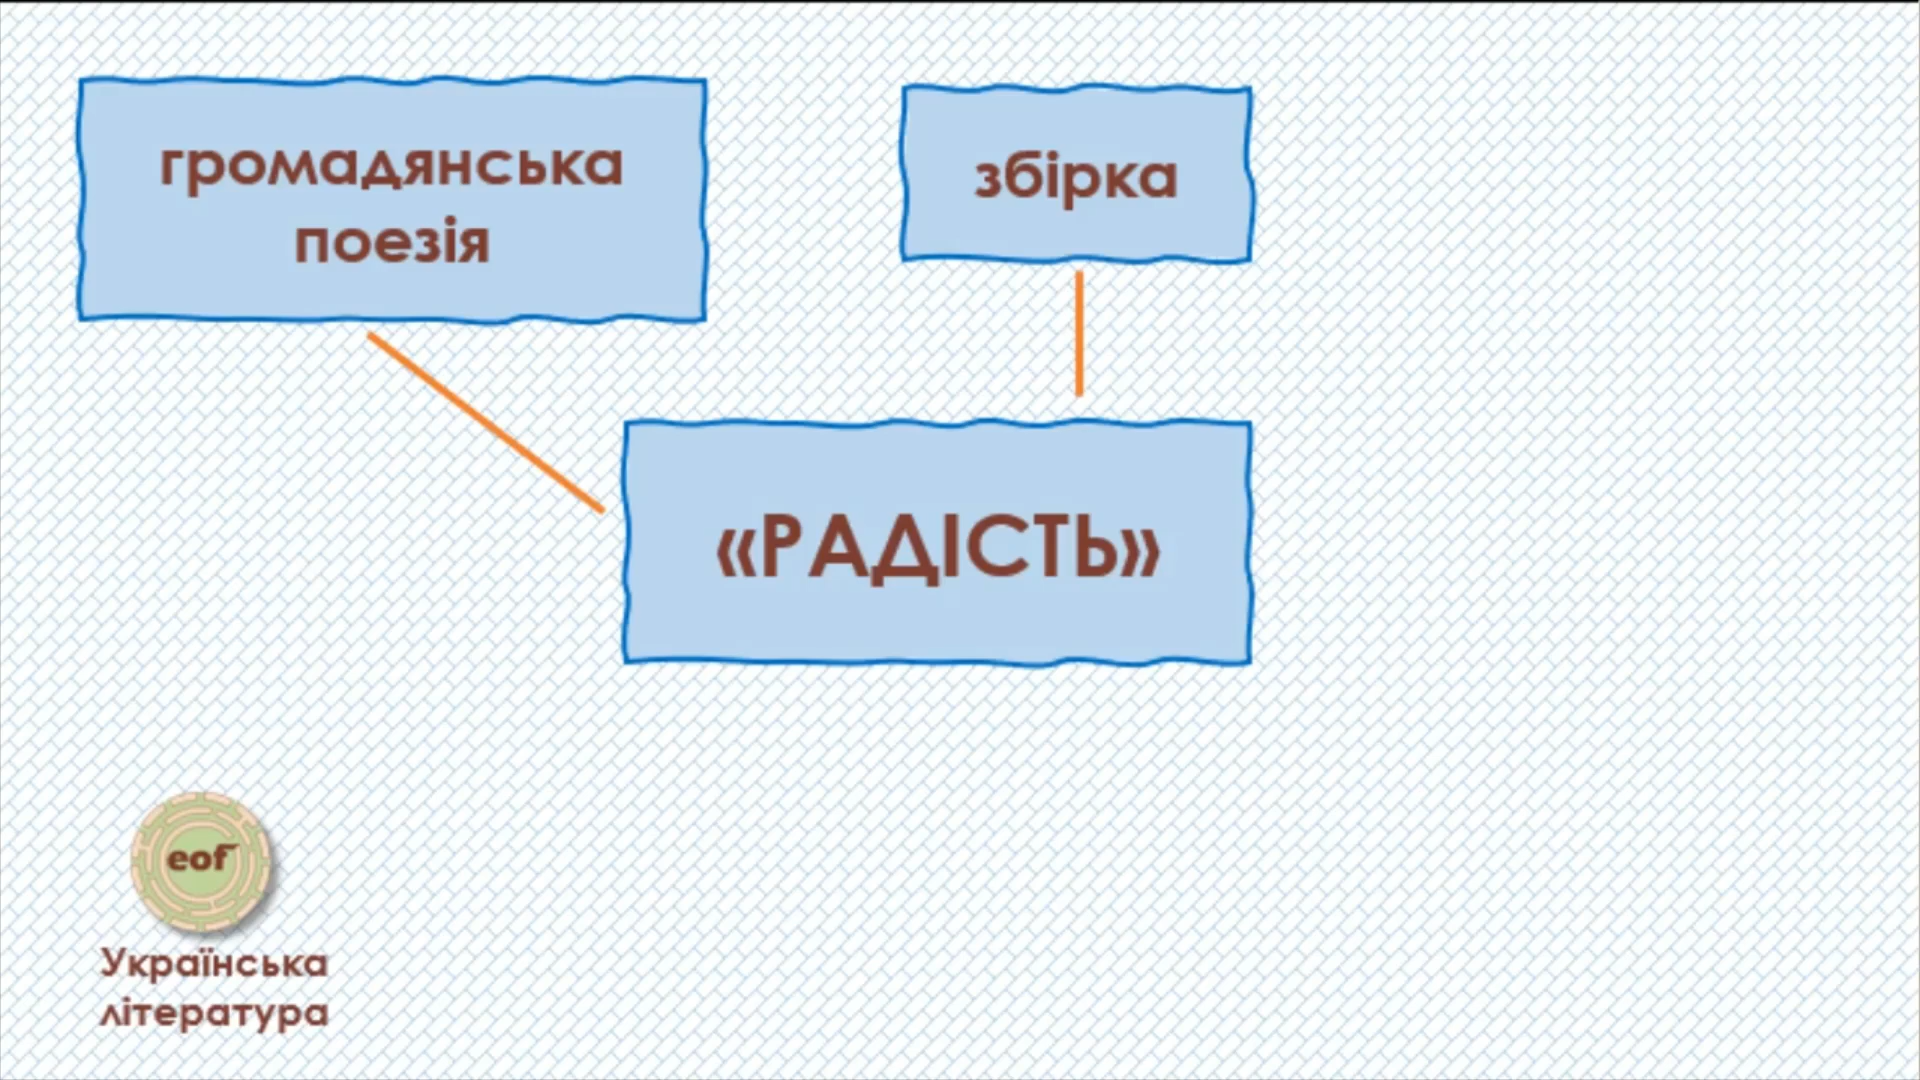 громадянська
поезія
збірка
«РАДІСТЬ»
eof
Українська
література